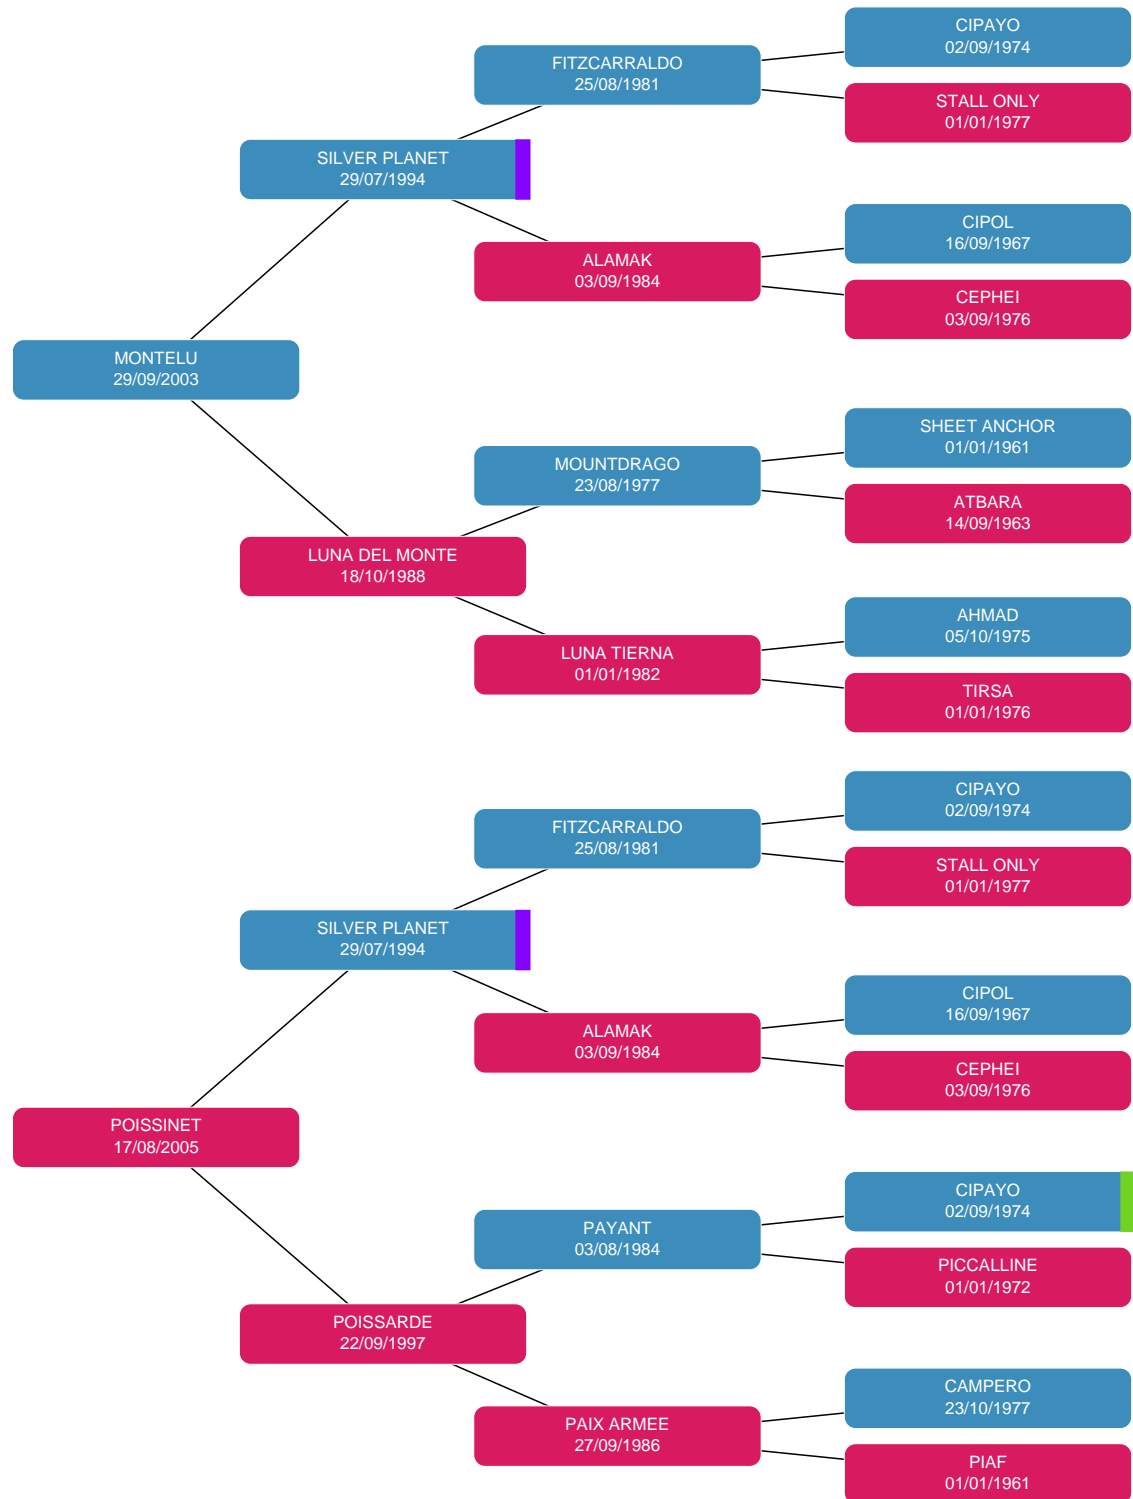 CIPAYO
02/09/1974
FITZCARRALDO
25/08/1981
STALL ONLY
01/01/1977
SILVER PLANET
29/07/1994
CIPOL
16/09/1967
ALAMAK
03/09/1984
CEPHEI
03/09/1976
MONTELU
29/09/2003
SHEET ANCHOR
01/01/1961
MOUNTDRAGO
23/08/1977
ATBARA
14/09/1963
LUNA DEL MONTE
18/10/1988
AHMAD
05/10/1975
LUNA TIERNA
01/01/1982
TIRSA
01/01/1976
CIPAYO
02/09/1974
FITZCARRALDO
25/08/1981
STALL ONLY
01/01/1977
SILVER PLANET
29/07/1994
CIPOL
16/09/1967
ALAMAK
03/09/1984
CEPHEI
03/09/1976
POISSINET
17/08/2005
CIPAYO
02/09/1974
PAYANT
03/08/1984
PICCALLINE
01/01/1972
POISSARDE
22/09/1997
CAMPERO
23/10/1977
PAIX ARMEE
27/09/1986
PIAF
01/01/1961